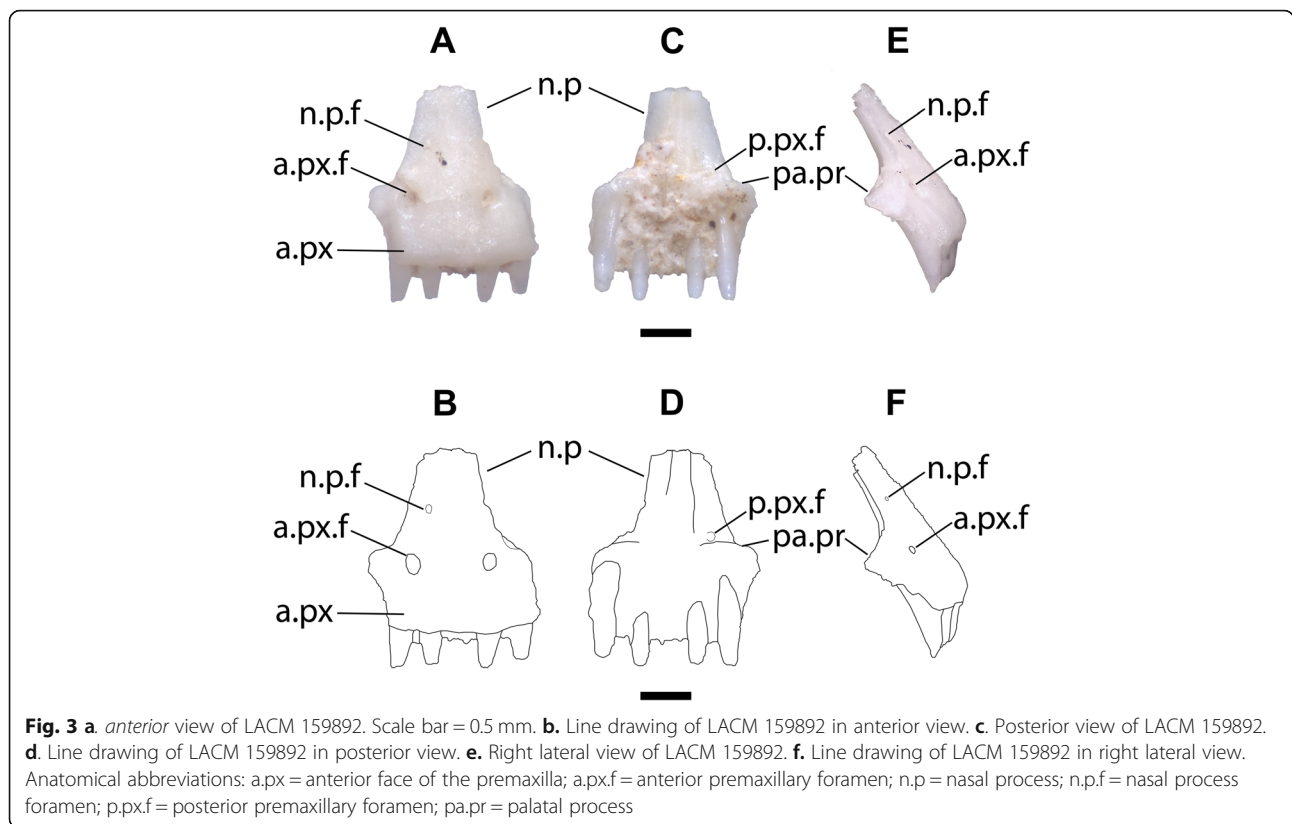 A C E
n.p
n.p.f n.p.f
a.px.f p.px.f a.px.f
pa.pr
a.px
B D F
n.p
n.p.f n.p.f
a.px.f p.px.f a.px.f
pa.pr
a.px
Fig. 3 a. anterior view of LACM 159892. Scale bar = 0.5 mm. b. Line drawing of LACM 159892 in anterior view. c. Posterior view of LACM 159892.
d. Line drawing of LACM 159892 in posterior view. e. Right lateral view of LACM 159892. f. Line drawing of LACM 159892 in right lateral view.
Anatomical abbreviations: a.px = anterior face of the premaxilla; a.px.f = anterior premaxillary foramen; n.p = nasal process; n.p.f = nasal process
foramen; p.px.f = posterior premaxillary foramen; pa.pr = palatal process